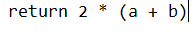 return 2 * (a + b)